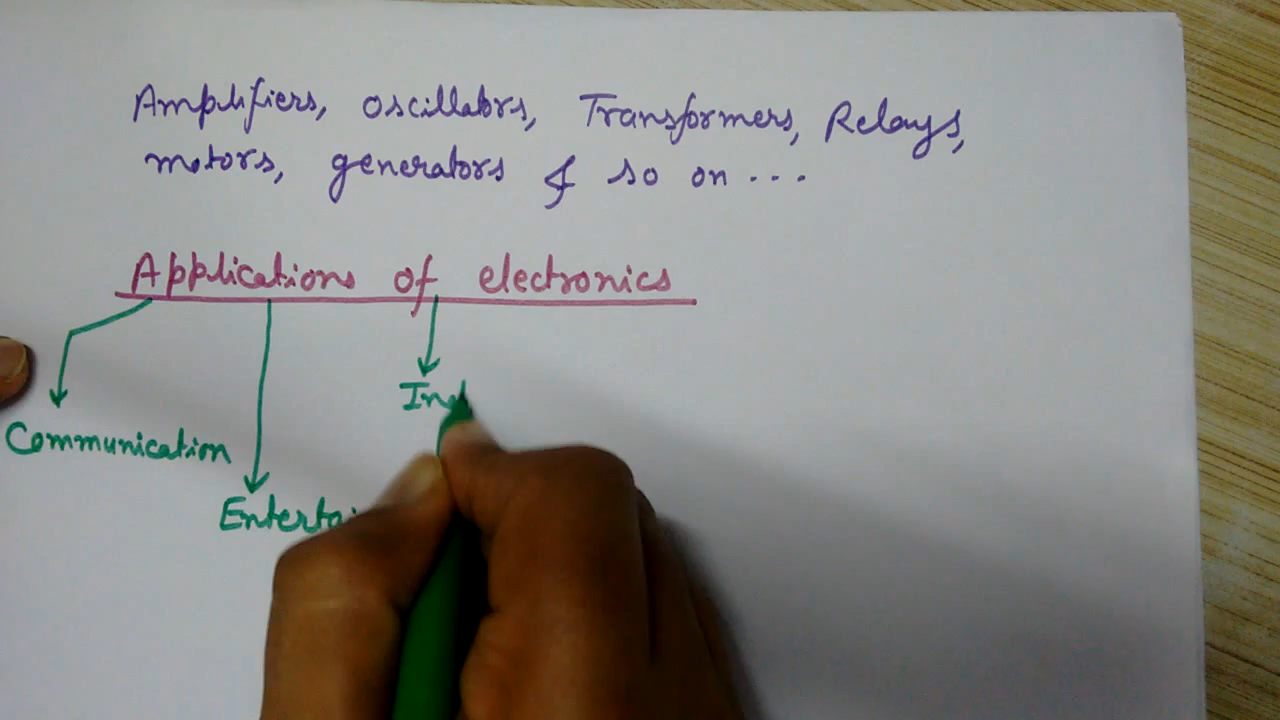 Amplifiers, oscillators, Transformers, Relays,
motors, generators & so on ...
Applications of electronics
Communication